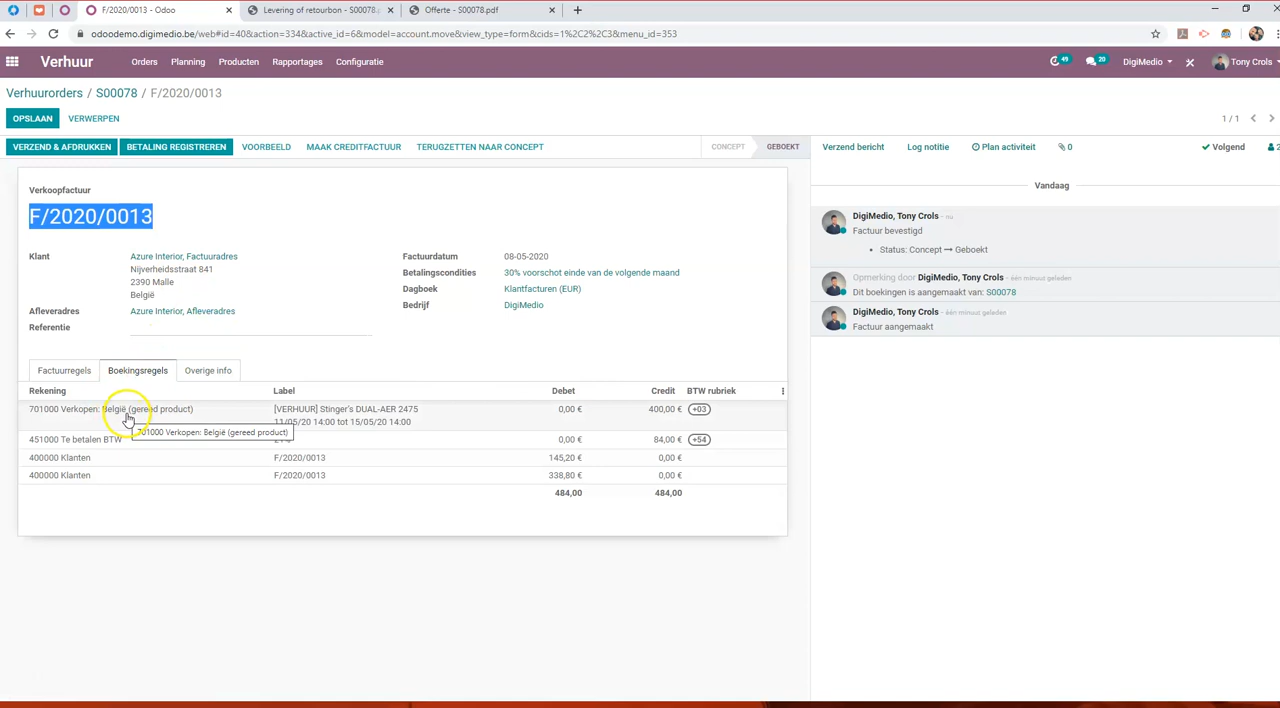 F/2020/0013 - Odoo
Levering of retourbon - S00078.p
Offerte - S00078.pdf
odoodemo.digimedio.be/web#id=40&action=334&active_id=6&model=account.move&view_type=form&cids=1%2C2%2C3&menu_id=353
Verhuur Orders Planning Producten Rapportages Configuratie 49 20 DigiMedio Tony Crols
Verhuurorders / S00078 / F/2020/0013
OPSLAAN VERWERPEN 1 / 1
VERZEND & AFDRUKKEN BETALING REGISTREREN VOORBEELD MAAK CREDITFACTUUR TERUGZETTEN NAAR CONCEPT CONCEPT GEBOEKT
Verzend bericht Log notitie Plan activiteit 0 Volgend 2
Verkoopfactuur
F/2020/0013
Klant Azure Interior, Factuuradres
Nijverheidsstraat 841
2390 Malle
België
Afleveradres Azure Interior, Afleveradres
Referentie
Factuurdatum 08-05-2020
Betalingscondities 30% voorschot einde van de volgende maand
Dagboek Klantfacturen (EUR)
Bedrijf DigiMedio
Factuurregels Boekingsregels Overige info
Rekening Label Debet Credit BTW rubriek
701000 Verkopen: België (gereed product) [VERHUUR] Stinger's DUAL-AER 2475 0,00 € 400,00 € +03
11/05/20 14:00 tot 15/05/20 14:00
701000 Verkopen: België (gereed product)
451000 Te betalen BTW 0,00 € 84,00 € +54
400000 Klanten F/2020/0013 145,20 € 0,00 €
400000 Klanten F/2020/0013 338,80 € 0,00 €
484,00 484,00
Vandaag
DigiMedio, Tony Crols - nu
Factuur bevestigd
• Status: Concept → Geboekt
Opmerking door DigiMedio, Tony Crols - één minuut geleden
Dit boekingen is aangemaakt van: S00078
DigiMedio, Tony Crols - één minuut geleden
Factuur aangemaakt